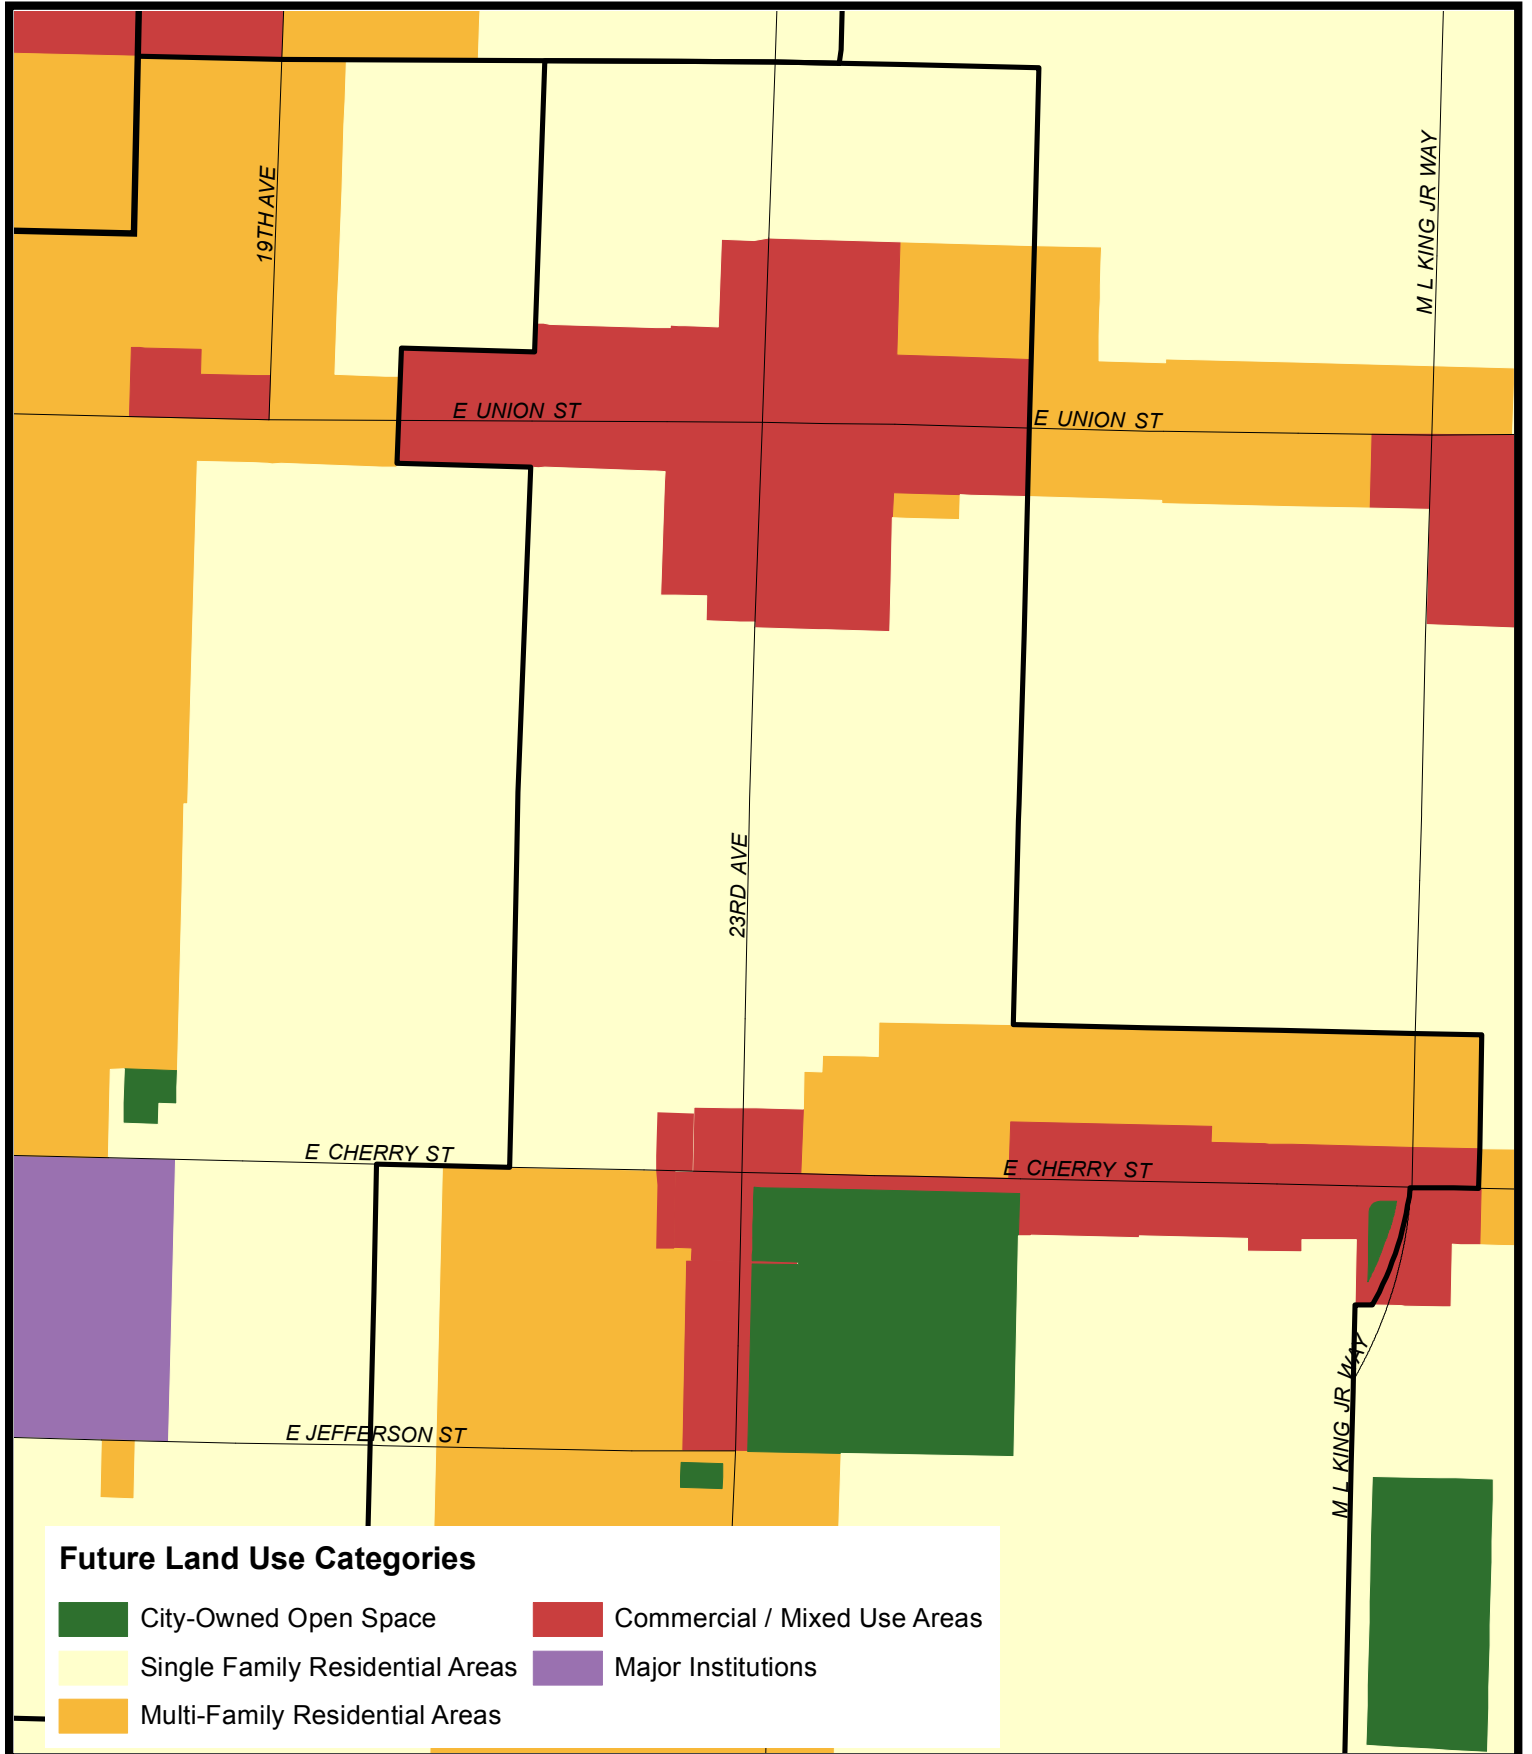 19TH AVE
M L KING JR WAY
E UNION ST
E UNION ST
23RD AVE
E CHERRY ST
E CHERRY ST
M L KING JR WAY
E JEFFERSON ST
Future Land Use Categories
City-Owned Open Space
Commercial / Mixed Use Areas
Single Family Residential Areas
Major Institutions
Multi-Family Residential Areas